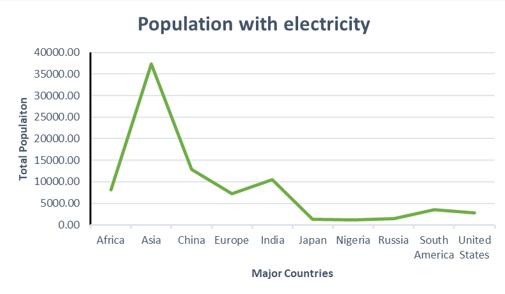 Population with electricity
40000.00
35000.00
30000.00
25000.00
20000.00
15000.00
10000.00
5000.00
0.00
Total Populaiton
Africa Asia China Europe India Japan Nigeria Russia South United
America States
Major Countries